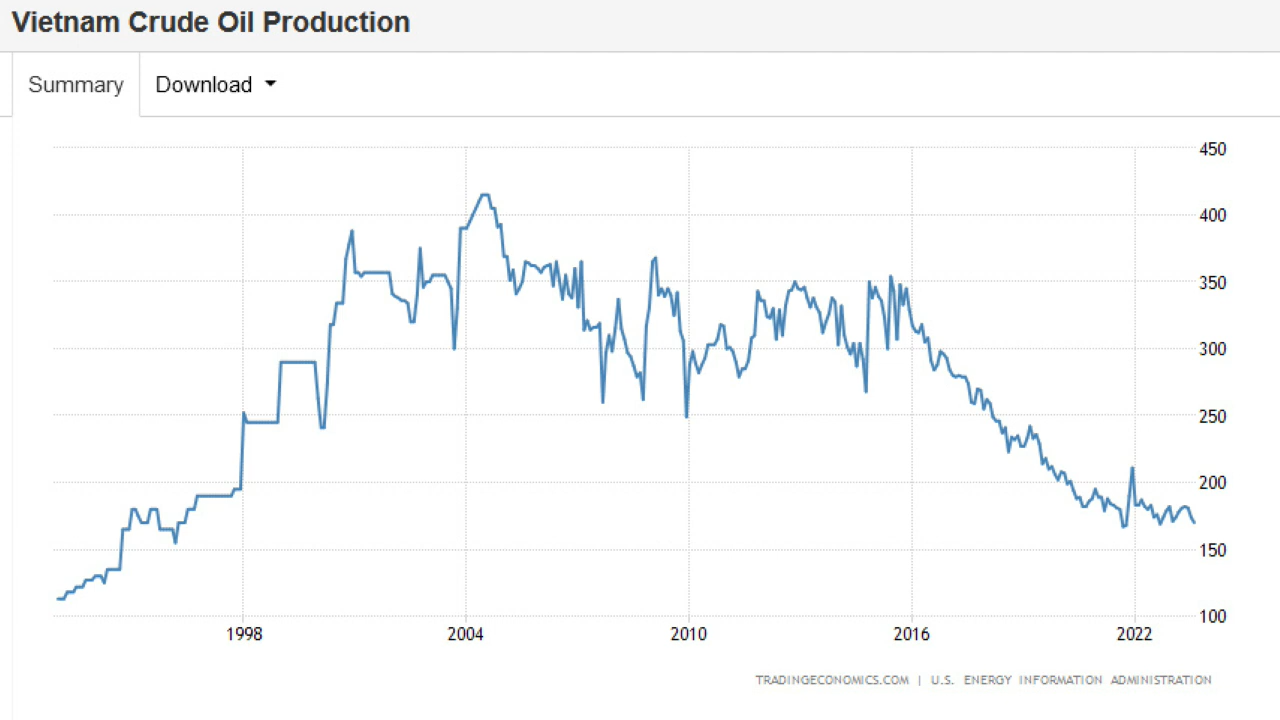 Vietnam Crude Oil Production
Summary Download
450
400
350
300
250
200
150
100
1998 2004 2010 2016 2022
TRADINGECONOMICS.COM | U.S. ENERGY INFORMATION ADMINISTRATION